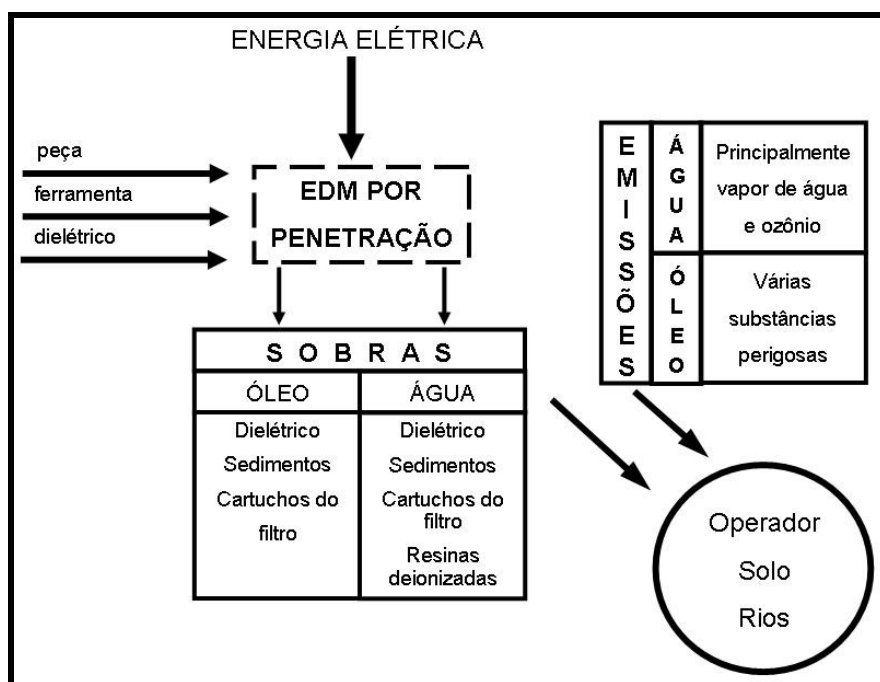 ENERGIA ELÉTRICA
peça
ferramenta
dielétrico
EDM POR
PENETRAÇÃO
S O B R A S
ÓLEO
Dielétrico
Sedimentos
Cartuchos do
filtro
ÁGUA
Dielétrico
Sedimentos
Cartuchos do
filtro
Resinas
deionizadas
EMISSÕES
ÁGUA
Principalmente
vapor de água
e ozônio
ÓLEO
Várias
substâncias
perigosas
Operador
Solo
Rios